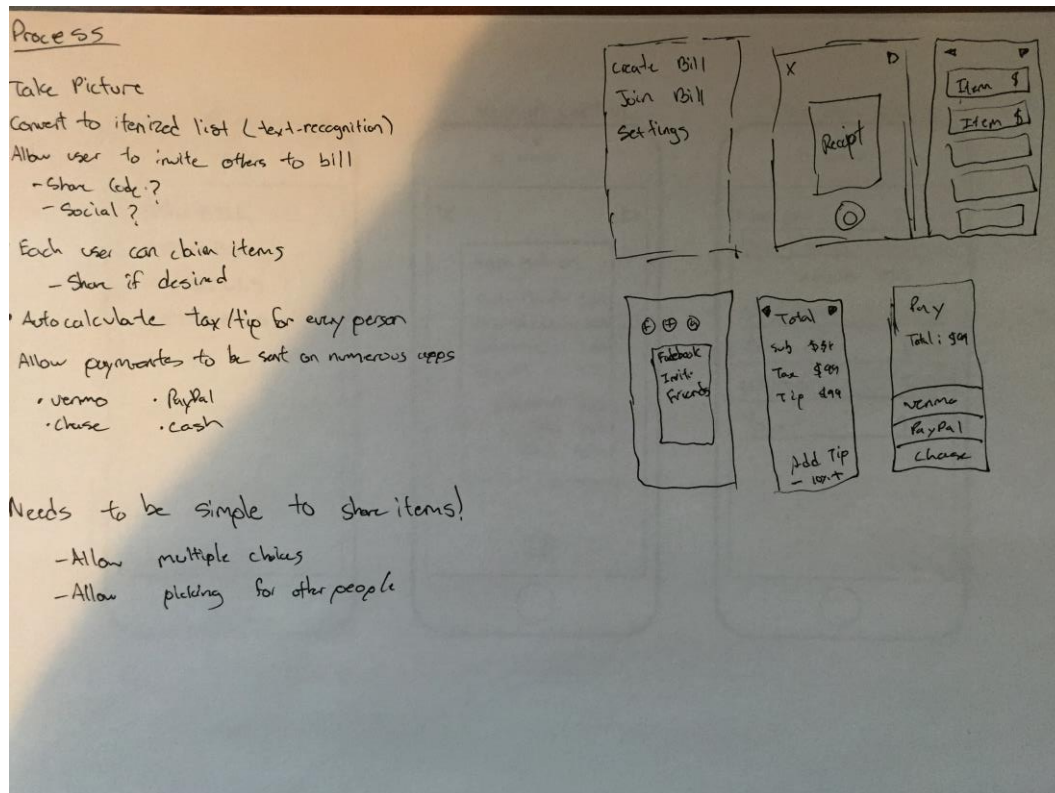 Process
Take Picture
Convert to itemized list (text-recognition)
Allow user to invite others to bill
- Share Code?
- Social?
Each user can claim items
- Share if desired
• Autocalculate tax/tip for every person
Allow paymentes to be sent on numerous apps
• venmo • PayPal
• Chase • cash
Needs to be simple to share items!
- Allow multiple choices
- Allow picking for other people
Create Bill
Join Bill
Settings
X
Receipt
Item $
Item $
Facebook
Invite
Friends
Total
Sub
Tax $99
Tip $99
Add Tip
Pay
Total: $99
venmo
PayPal
Chase